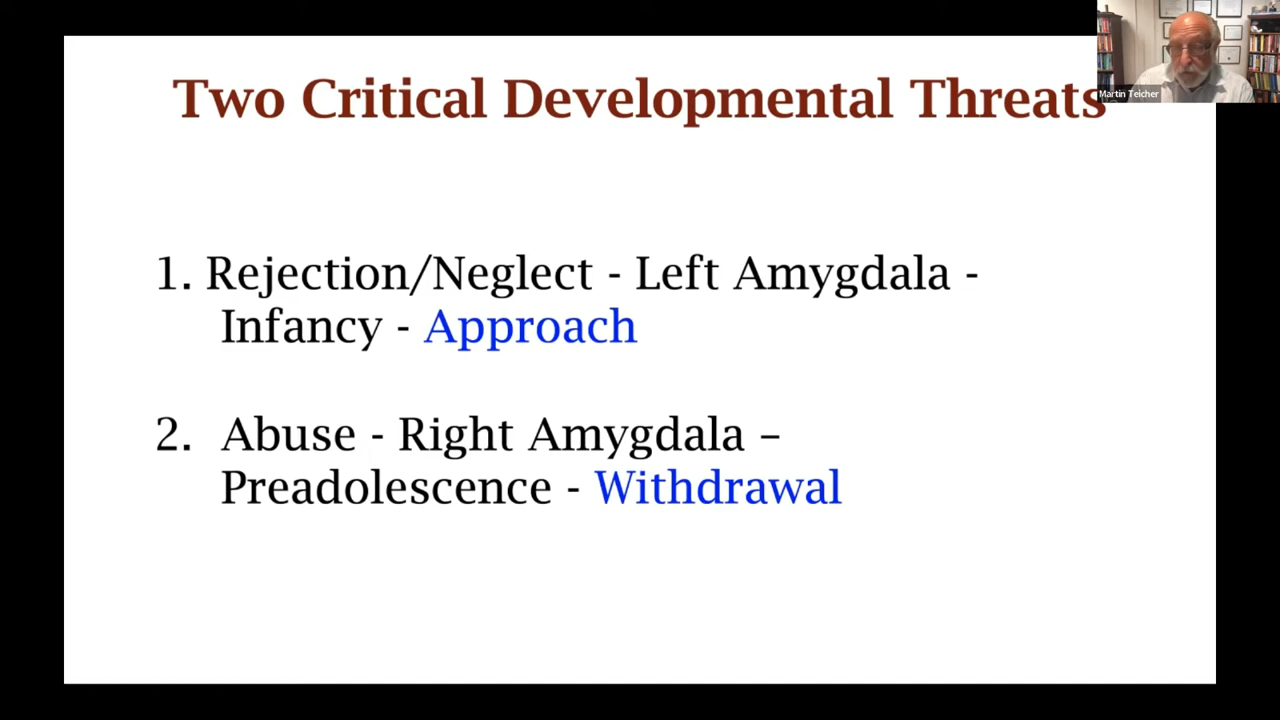 Two Critical Developmental Threats
Martin Teicher
1. Rejection/Neglect - Left Amygdala -
Infancy - Approach
2. Abuse - Right Amygdala –
Preadolescence - Withdrawal